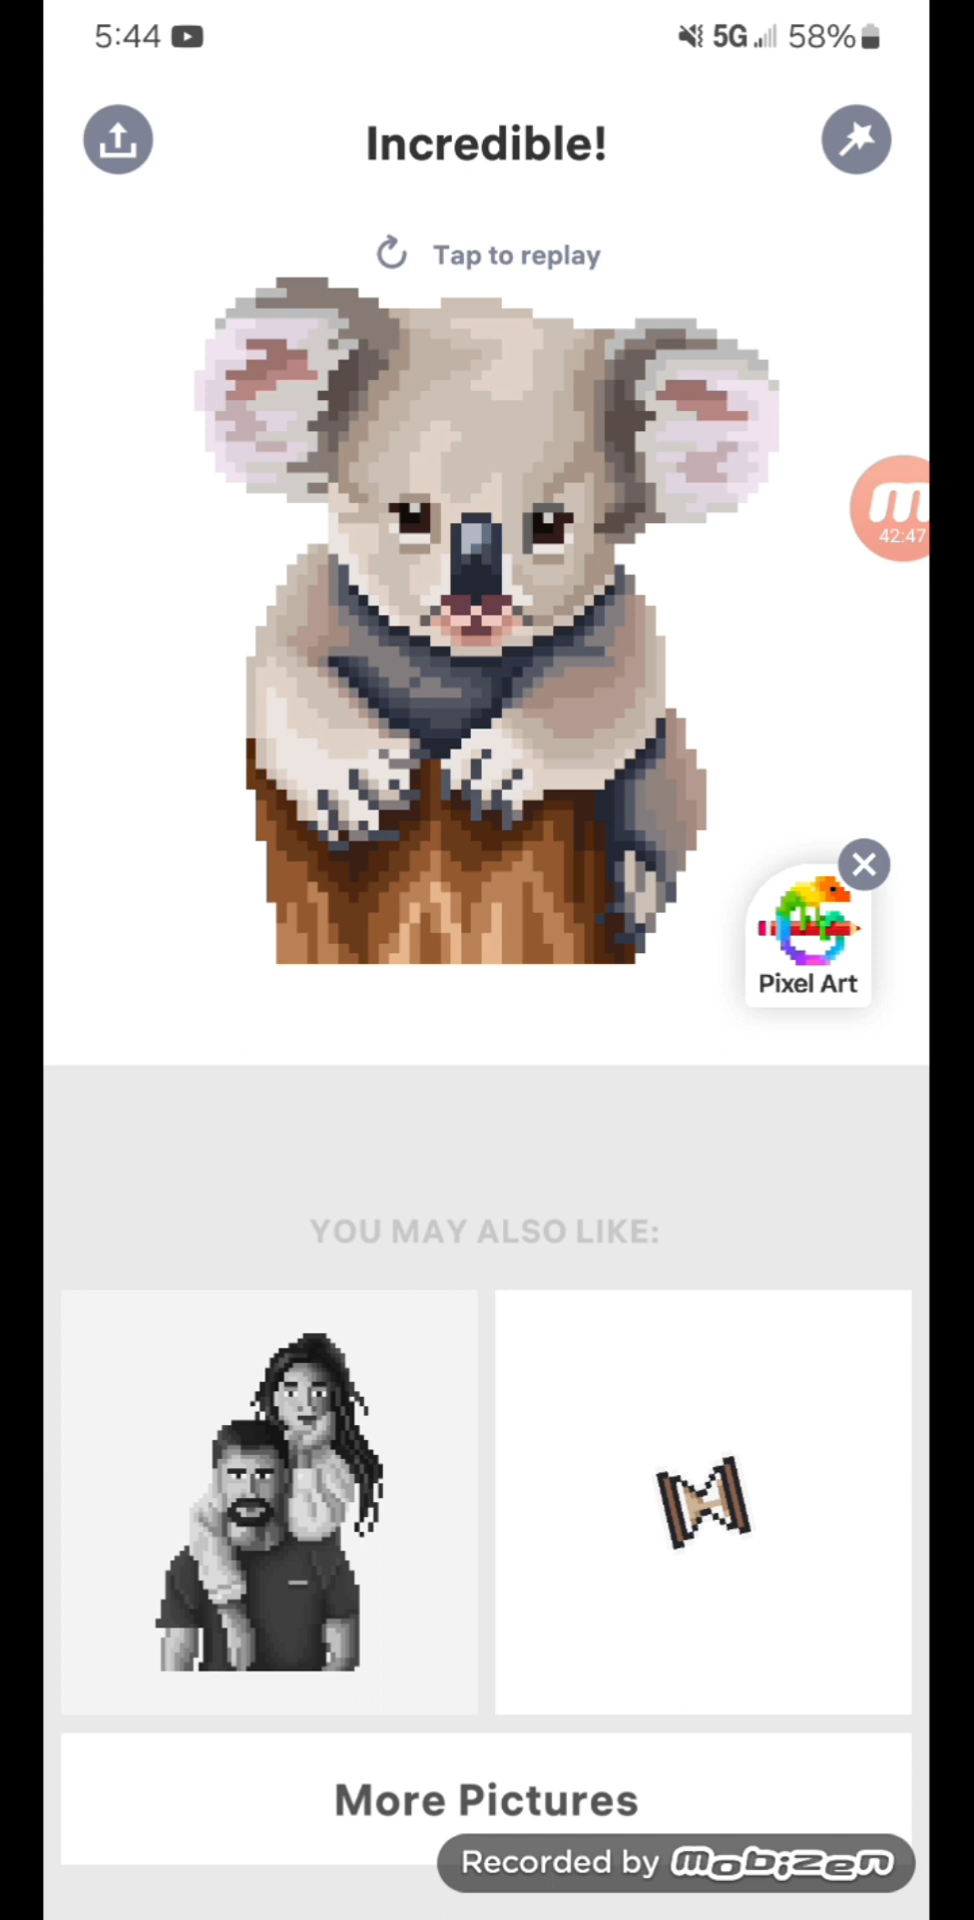 5:44
5G 58%
Incredible!
Tap to replay
m
42:47
Pixel Art
YOU MAY ALSO LIKE:
More Pictures
Recorded by mobizen